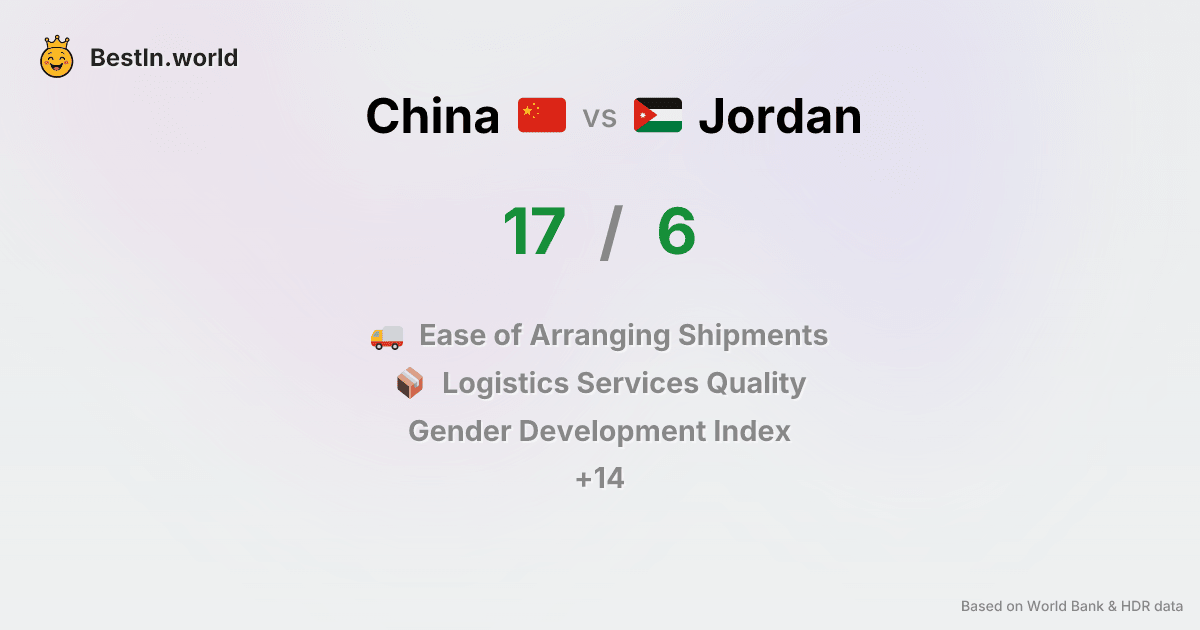 BestIn.world
China vs Jordan
17 / 6
Ease of Arranging Shipments
Logistics Services Quality
Gender Development Index
+14
Based on World Bank & HDR data